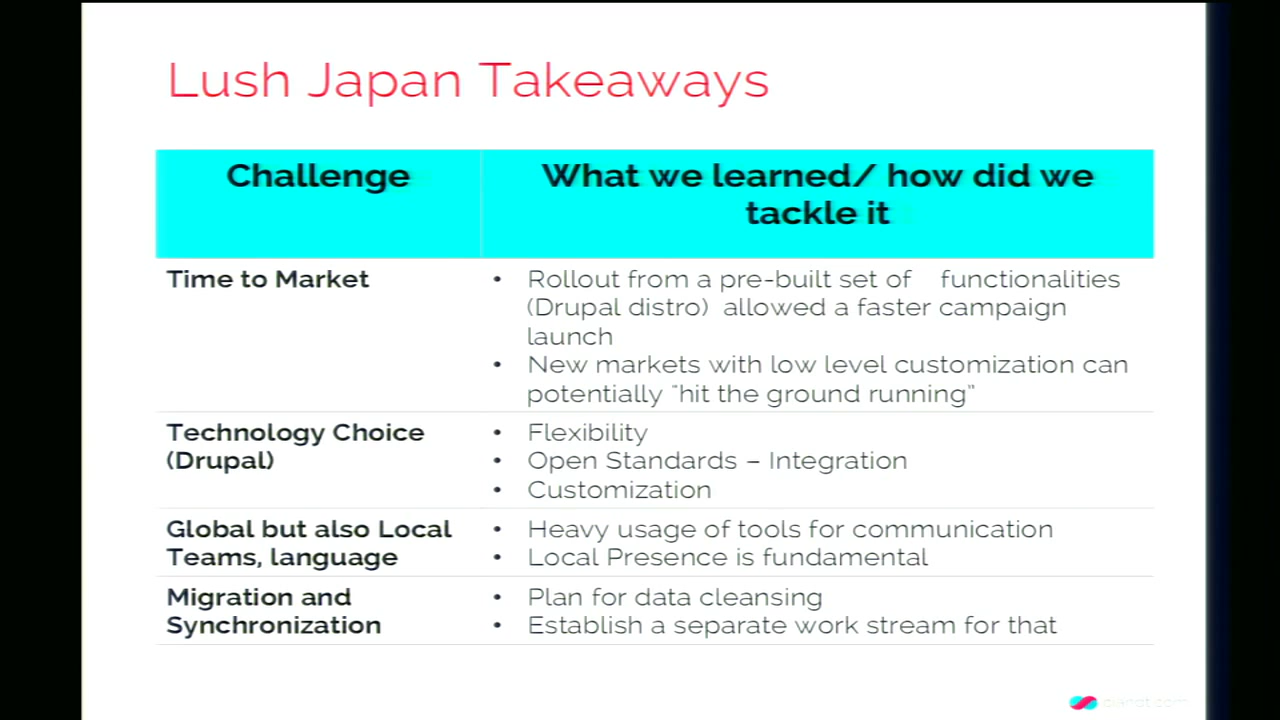 Lush Japan Takeaways
Challenge
What we learned/ how did we
tackle it
Time to Market
• Rollout from a pre-built set of functionalities
(Drupal distro) allowed a faster campaign
launch
• New markets with low level customization can
potentially "hit the ground running"
Technology Choice
(Drupal)
• Flexibility
• Open Standards – Integration
• Customization
Global but also Local
Teams, language
• Heavy usage of tools for communication
• Local Presence is fundamental
Migration and
Synchronization
• Plan for data cleansing
• Establish a separate work stream for that